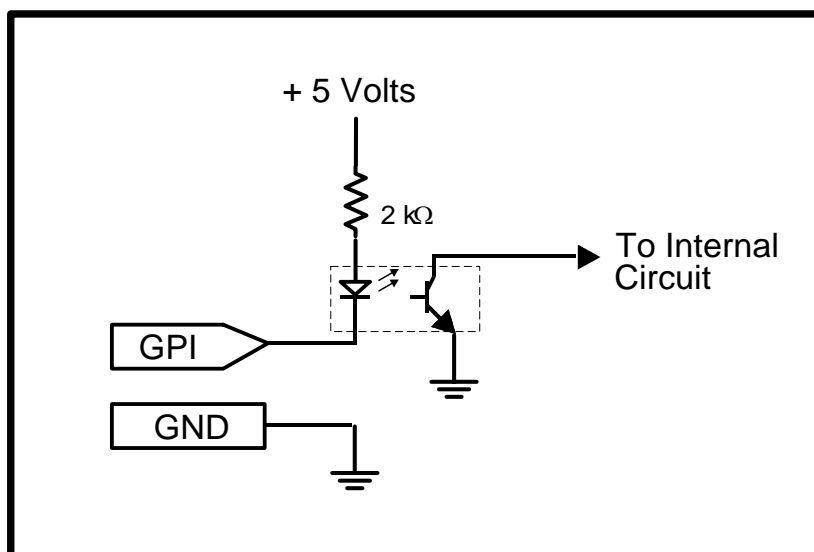 + 5 Volts
2 kΩ
To Internal
Circuit
GPI
GND